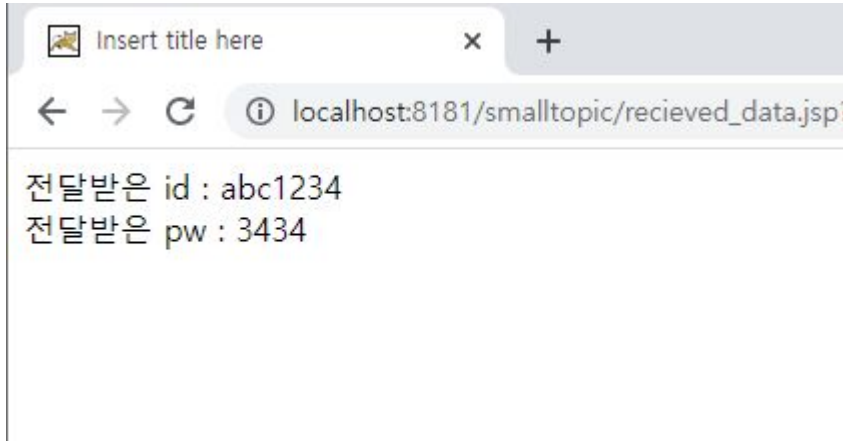 Insert title here
localhost:8181/smalltopic/recieved_data.jsp?
전달받은 id : abc1234
전달받은 pw : 3434